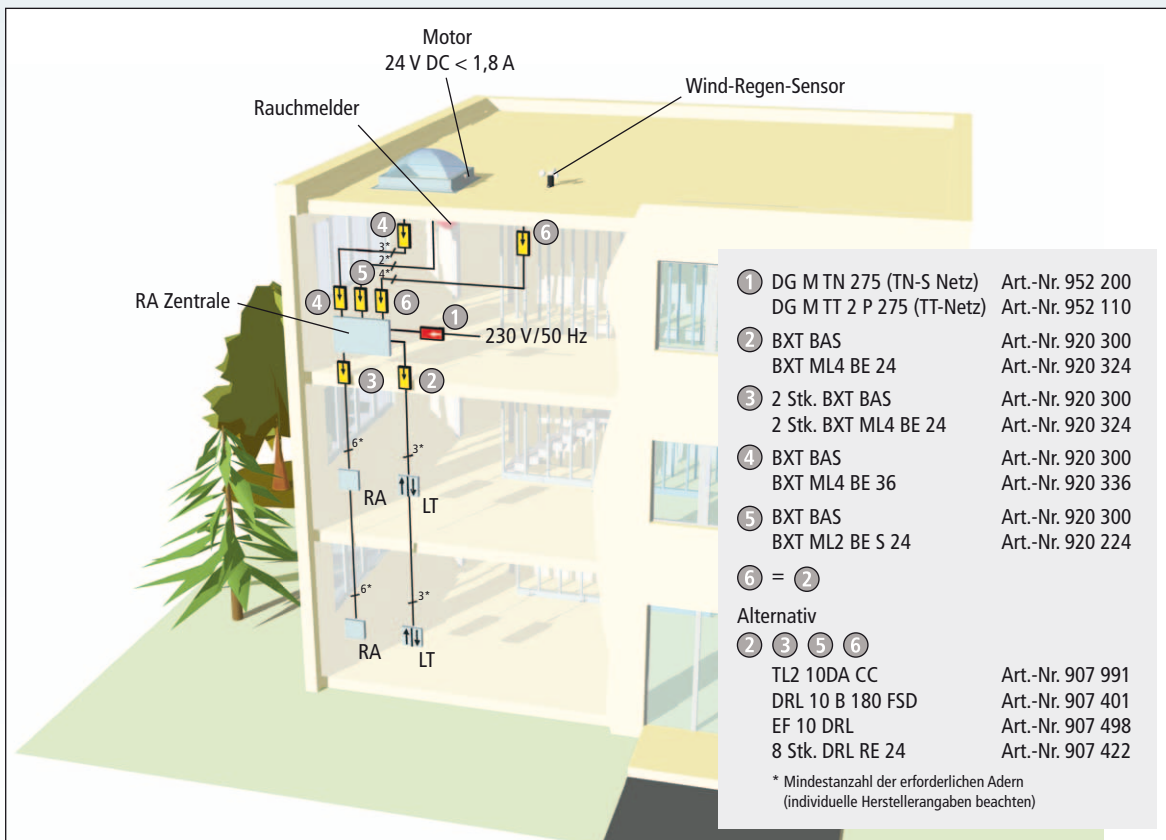 Motor
24 V DC < 1,8 A
Wind-Regen-Sensor
Rauchmelder
4
6
3*
2*
5
4*
4
6
RA Zentrale
1
230 V/50 Hz
3
2
6*
3*
RA
LT
6*
3*
RA
LT
1 DG M TN 275 (TN-S Netz) Art.-Nr. 952 200
DG M TT 2 P 275 (TT-Netz) Art.-Nr. 952 110
2 BXT BAS Art.-Nr. 920 300
BXT ML4 BE 24 Art.-Nr. 920 324
3 2 Stk. BXT BAS Art.-Nr. 920 300
2 Stk. BXT ML4 BE 24 Art.-Nr. 920 324
4 BXT BAS Art.-Nr. 920 300
BXT ML4 BE 36 Art.-Nr. 920 336
5 BXT BAS Art.-Nr. 920 300
BXT ML2 BE S 24 Art.-Nr. 920 224
6 = 2
Alternativ
2 3 5 6
TL2 10DA CC Art.-Nr. 907 991
DRL 10 B 180 FSD Art.-Nr. 907 401
EF 10 DRL Art.-Nr. 907 498
8 Stk. DRL RE 24 Art.-Nr. 907 422
* Mindestanzahl der erforderlichen Adern
(individuelle Herstellerangaben beachten)